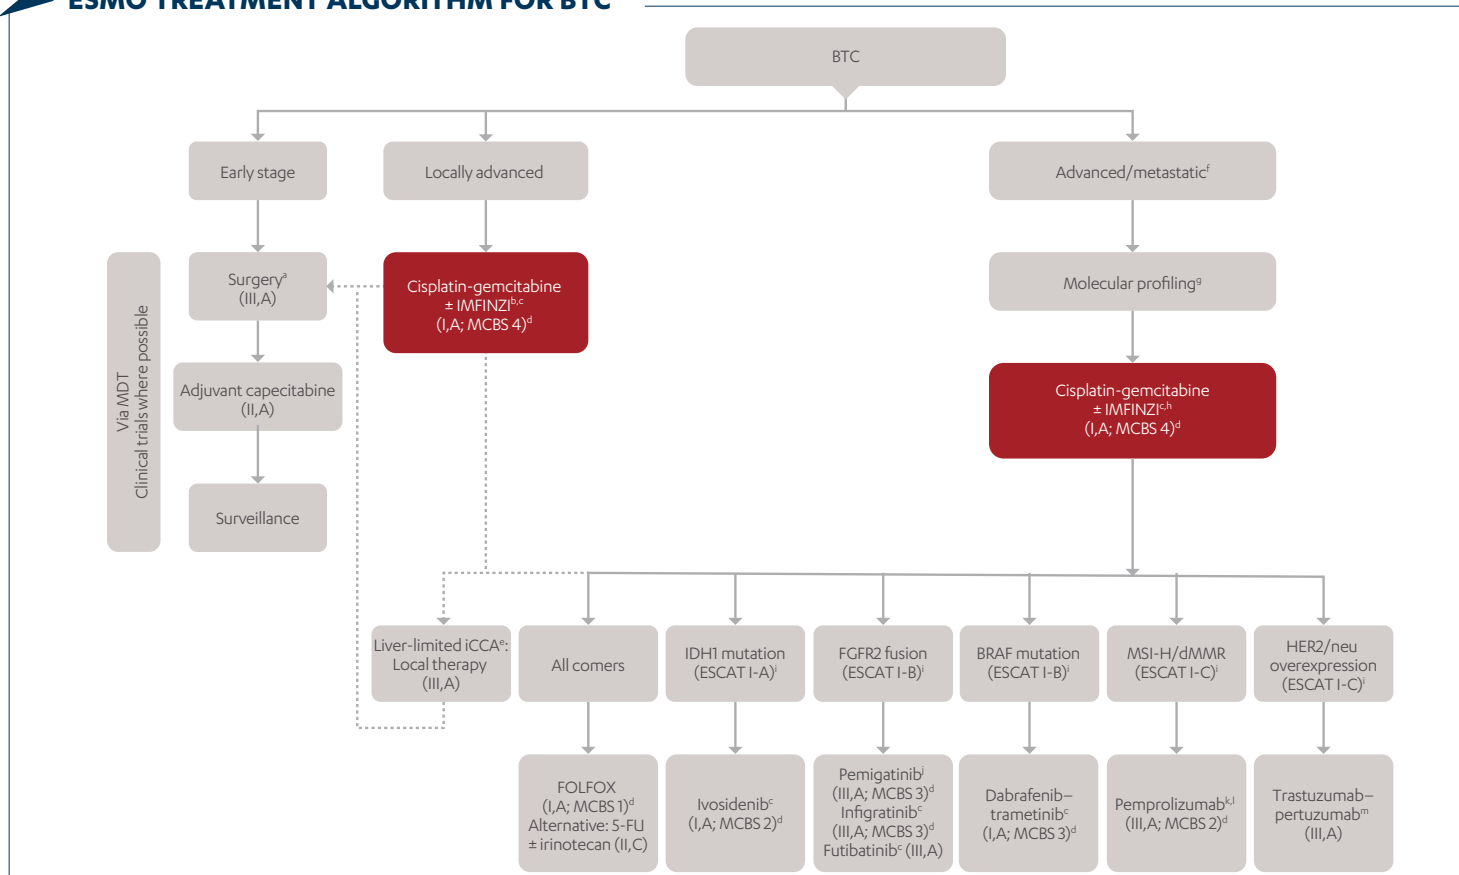 ESMO TREATMENT ALGORITHM FOR BTC
BTC
Early stage
Locally advanced
Advanced/metastaticᶠ
Via MDT
Clinical trials where possible
Surgeryᵃ
(III,A)
Cisplatin-gemcitabine
± IMFINZIᵇ,ᶜ
(I,A; MCBS 4)ᵈ
Molecular profilingᵍ
Adjuvant capecitabine
(II,A)
Cisplatin-gemcitabine
± IMFINZIᶜ,ʰ
(I,A; MCBS 4)ᵈ
Surveillance
Liver-limited iCCAᵉ:
Local therapy
(III,A)
All comers
IDH1 mutation
(ESCAT I-A)ⁱ
FGFR2 fusion
(ESCAT I-B)ⁱ
BRAF mutation
(ESCAT I-B)ⁱ
MSI-H/dMMR
(ESCAT I-C)ⁱ
HER2/neu
overexpression
(ESCAT I-C)ⁱ
FOLFOX
(I,A; MCBS 1)ᵈ
Alternative: 5-FU
± irinotecan (II,C)
Ivosidenibᶜ
(I,A; MCBS 2)ᵈ
Pemigatinibʲ
(III,A; MCBS 3)ᵈ
Infigratinibᶜ
(III,A; MCBS 3)ᵈ
Futibatinibᶜ (III,A)
Dabrafenib–
trametinibᶜ
(I,A; MCBS 3)ᵈ
Pemprolizumabᵏ,ˡ
(III,A; MCBS 2)ᵈ
Trastuzumab–
pertuzumabᵐ
(III,A)